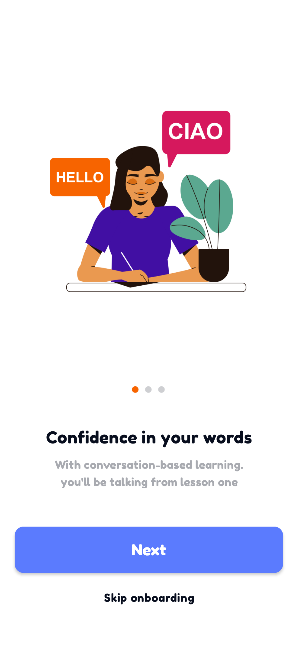 CIAO
HELLO
Confidence in your words
With conversation-based learning.
you'll be talking from lesson one
Next
Skip onboarding